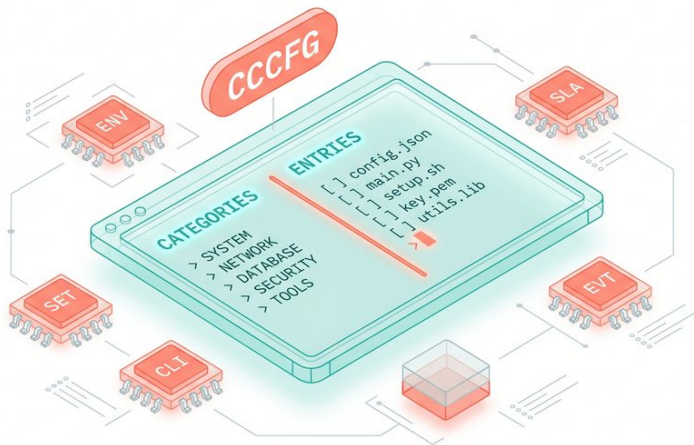 CCCFG
ENV
SLA
CATEGORIES
> SYSTEM
> NETWORK
> DATABASE
> SECURITY
> TOOLS
ENTRIES
[ ] config.json
[ ] main.py
[ ] setup.sh
[ ] key.pem
[ ] utils.lib
>
SET
CLI
EVT